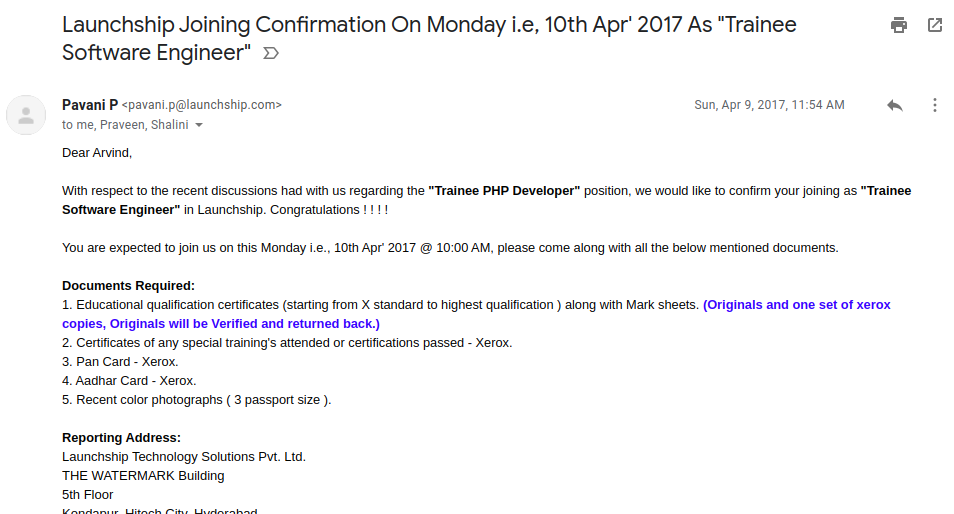 Launchship Joining Confirmation On Monday i.e, 10th Apr' 2017 As "Trainee
Software Engineer"
Pavani P <pavani.p@launchship.com>
Sun, Apr 9, 2017, 11:54 AM
to me, Praveen, Shalini
Dear Arvind,
With respect to the recent discussions had with us regarding the "Trainee PHP Developer" position, we would like to confirm your joining as "Trainee
Software Engineer" in Launchship. Congratulations ! ! ! !
You are expected to join us on this Monday i.e., 10th Apr' 2017 @ 10:00 AM, please come along with all the below mentioned documents.
Documents Required:
1. Educational qualification certificates (starting from X standard to highest qualification ) along with Mark sheets. (Originals and one set of xerox
copies, Originals will be Verified and returned back.)
2. Certificates of any special training's attended or certifications passed - Xerox.
3. Pan Card - Xerox.
4. Aadhar Card - Xerox.
5. Recent color photographs ( 3 passport size ).
Reporting Address:
Launchship Technology Solutions Pvt. Ltd.
THE WATERMARK Building
5th Floor
Kondapur, Hitech City, Hyderabad